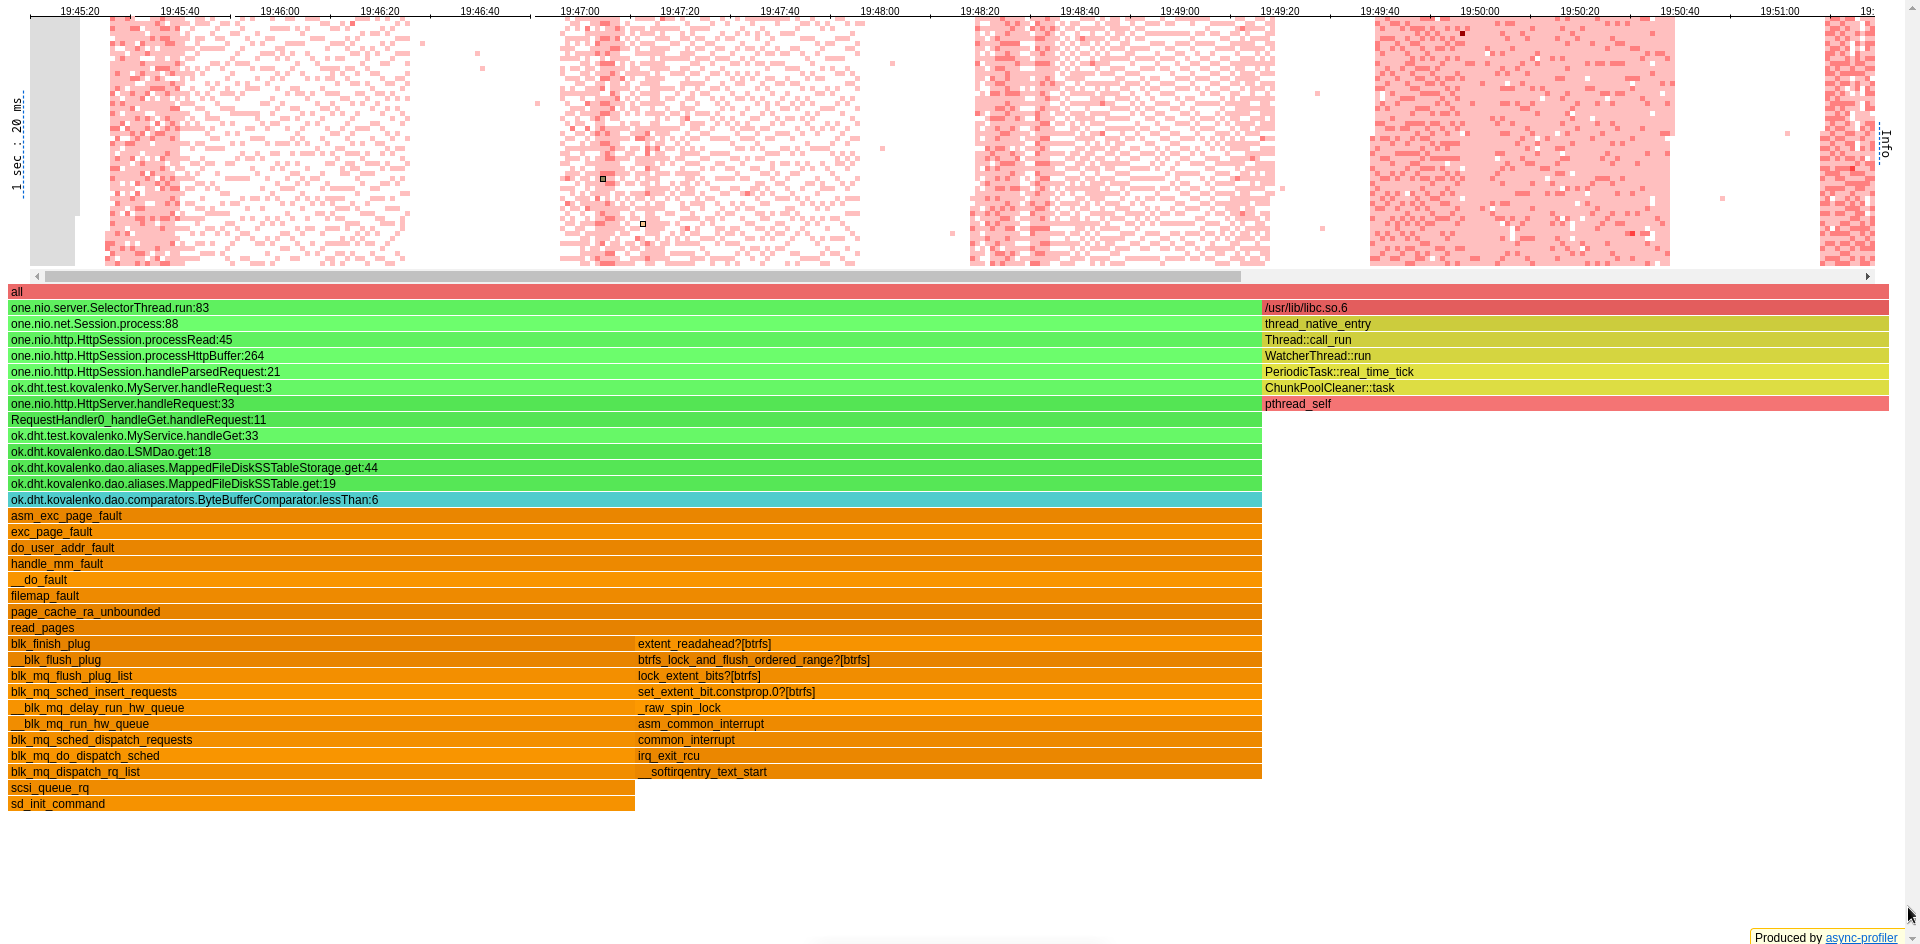 19:45:20 19:45:40 19:46:00 19:46:20 19:46:40 19:47:00 19:47:20 19:47:40 19:48:00 19:48:20 19:48:40 19:49:00 19:49:20 19:49:40 19:50:00 19:50:20 19:50:40 19:51:00 19:
1 sec : 20 ms
Info
all
one.nio.server.SelectorThread.run:83 /usr/lib/libc.so.6
one.nio.net.Session.process:88 thread_native_entry
one.nio.http.HttpSession.processRead:45 Thread::call_run
one.nio.http.HttpSession.processHttpBuffer:264 WatcherThread::run
one.nio.http.HttpSession.handleParsedRequest:21 PeriodicTask::real_time_tick
ok.dht.test.kovalenko.MyServer.handleRequest:3 ChunkPoolCleaner::task
one.nio.http.HttpServer.handleRequest:33 pthread_self
RequestHandler0_handleGet.handleRequest:11
ok.dht.test.kovalenko.MyService.handleGet:33
ok.dht.kovalenko.dao.LSMDao.get:18
ok.dht.kovalenko.dao.aliases.MappedFileDiskSSTableStorage.get:44
ok.dht.kovalenko.dao.aliases.MappedFileDiskSSTable.get:19
ok.dht.kovalenko.dao.comparators.ByteBufferComparator.lessThan:6
asm_exc_page_fault
exc_page_fault
do_user_addr_fault
handle_mm_fault
__do_fault
filemap_fault
page_cache_ra_unbounded
read_pages
blk_finish_plug extent_readahead?[btrfs]
__blk_flush_plug btrfs_lock_and_flush_ordered_range?[btrfs]
blk_mq_flush_plug_list lock_extent_bits?[btrfs]
blk_mq_sched_insert_requests set_extent_bit.constprop.0?[btrfs]
__blk_mq_delay_run_hw_queue _raw_spin_lock
__blk_mq_run_hw_queue asm_common_interrupt
blk_mq_sched_dispatch_requests common_interrupt
blk_mq_do_dispatch_sched irq_exit_rcu
blk_mq_dispatch_rq_list __softirqentry_text_start
scsi_queue_rq
sd_init_command
Produced by async-profiler